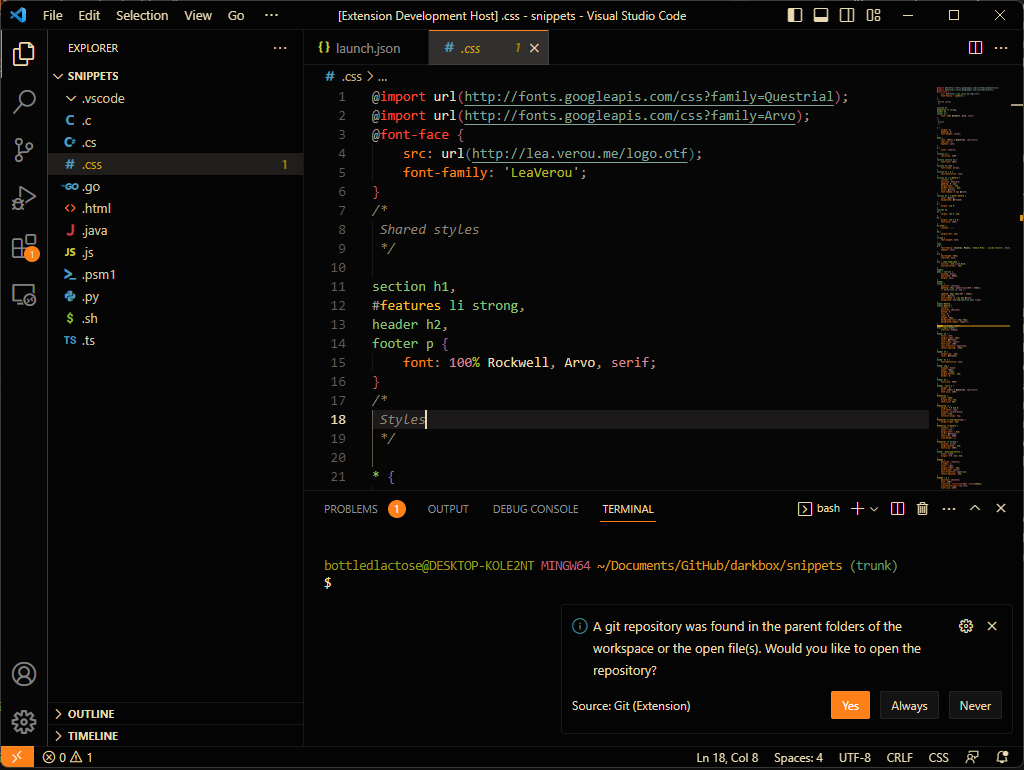 File Edit Selection View Go ··· [Extension Development Host] .css - snippets - Visual Studio Code
EXPLORER ···
SNIPPETS
.vscode
C .c
C# .cs
# .css 1
GO .go
<> .html
J .java
JS .js
.psm1
.py
$ .sh
TS .ts
OUTLINE
TIMELINE
1
{} launch.json # .css 1
# .css > ...
1 @import url(http://fonts.googleapis.com/css?family=Questrial);
2 @import url(http://fonts.googleapis.com/css?family=Arvo);
3 @font-face {
4 src: url(http://lea.verou.me/logo.otf);
5 font-family: 'LeaVerou';
6 }
7 /*
8 Shared styles
9 */
10
11 section h1,
12 #features li strong,
13 header h2,
14 footer p {
15 font: 100% Rockwell, Arvo, serif;
16 }
17 /*
18 Styles
19 */
20
21 * {
PROBLEMS 1 OUTPUT DEBUG CONSOLE TERMINAL bash
bottledlactose@DESKTOP-KOLE2NT MINGW64 ~/Documents/GitHub/darkbox/snippets (trunk)
$
A git repository was found in the parent folders of the
workspace or the open file(s). Would you like to open the
repository?
Source: Git (Extension) Yes Always Never
0 1 Ln 18, Col 8 Spaces: 4 UTF-8 CRLF CSS